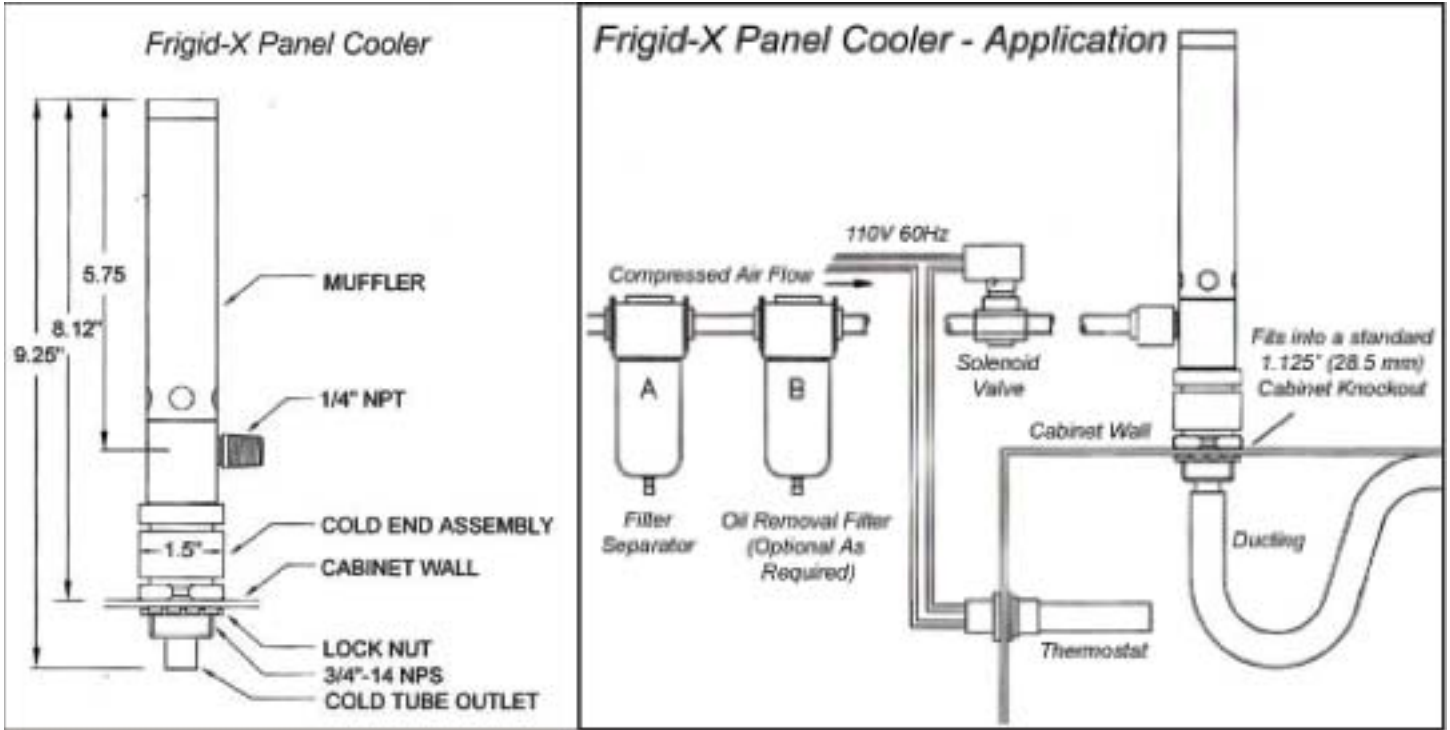 Frigid-X Panel Cooler
5.75
8.12"
9.25"
MUFFLER
1/4" NPT
COLD END ASSEMBLY
1.5"
CABINET WALL
LOCK NUT
3/4"-14 NPS
COLD TUBE OUTLET
Frigid-X Panel Cooler - Application
110V 60Hz
Compressed Air Flow
A
B
Filter
Separator
Oil Removal Filter
(Optional As
Required)
Solenoid
Valve
Fits into a standard
1.125" (28.5 mm)
Cabinet Knockout
Cabinet Wall
Ducting
Thermostat